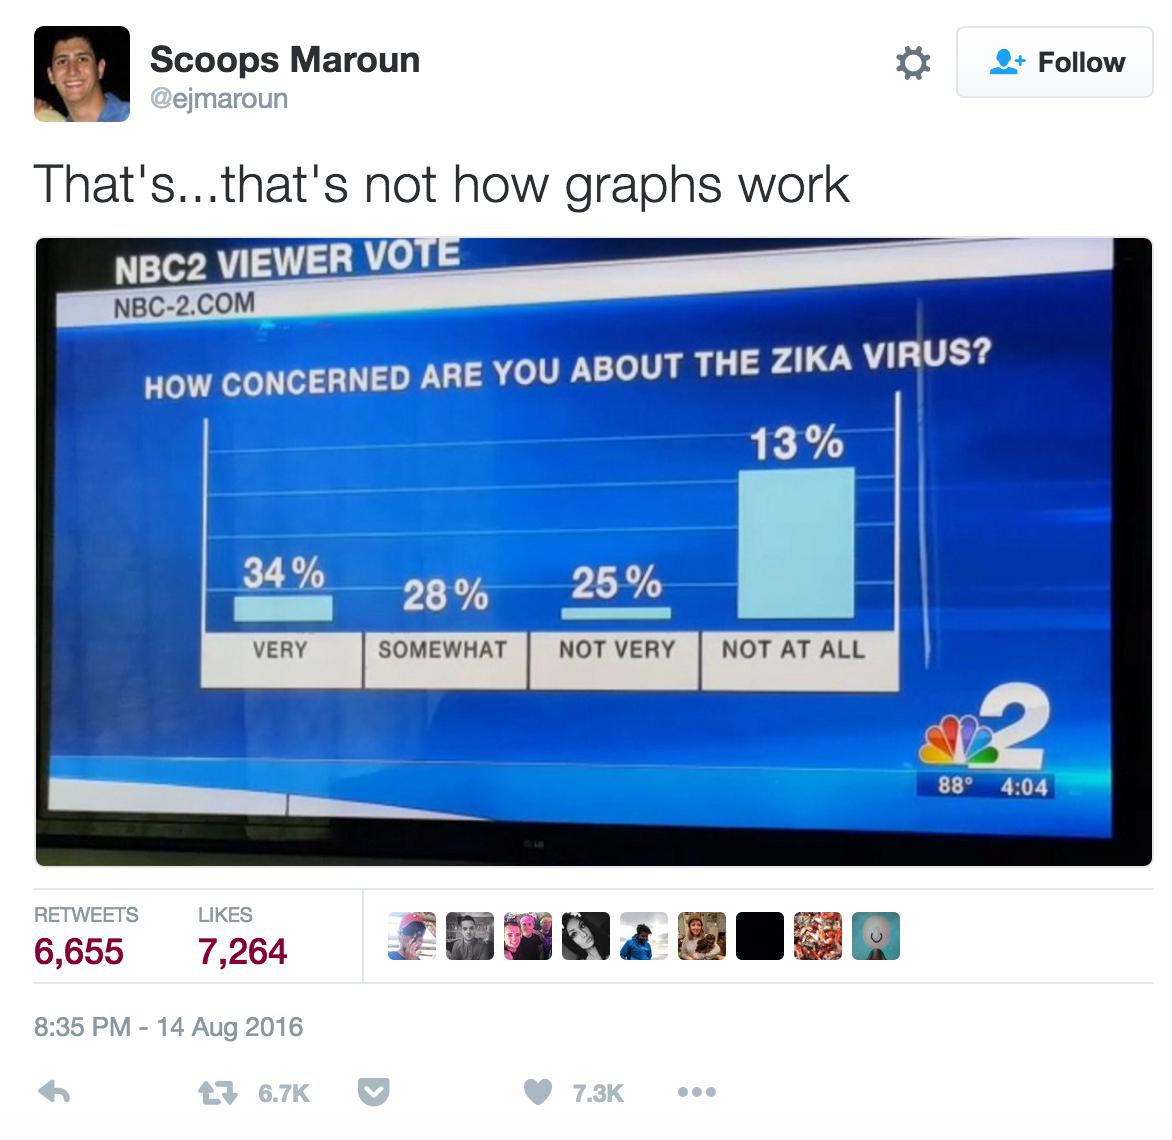 Scoops Maroun
@ejmaroun
Follow
That's...that's not how graphs work
NBC2 VIEWER VOTE
NBC-2.COM
HOW CONCERNED ARE YOU ABOUT THE ZIKA VIRUS?
34%
28%
25%
13%
VERY
SOMEWHAT
NOT VERY
NOT AT ALL
2
88° 4:04
RETWEETS
6,655
LIKES
7,264
8:35 PM - 14 Aug 2016
6.7K
7.3K